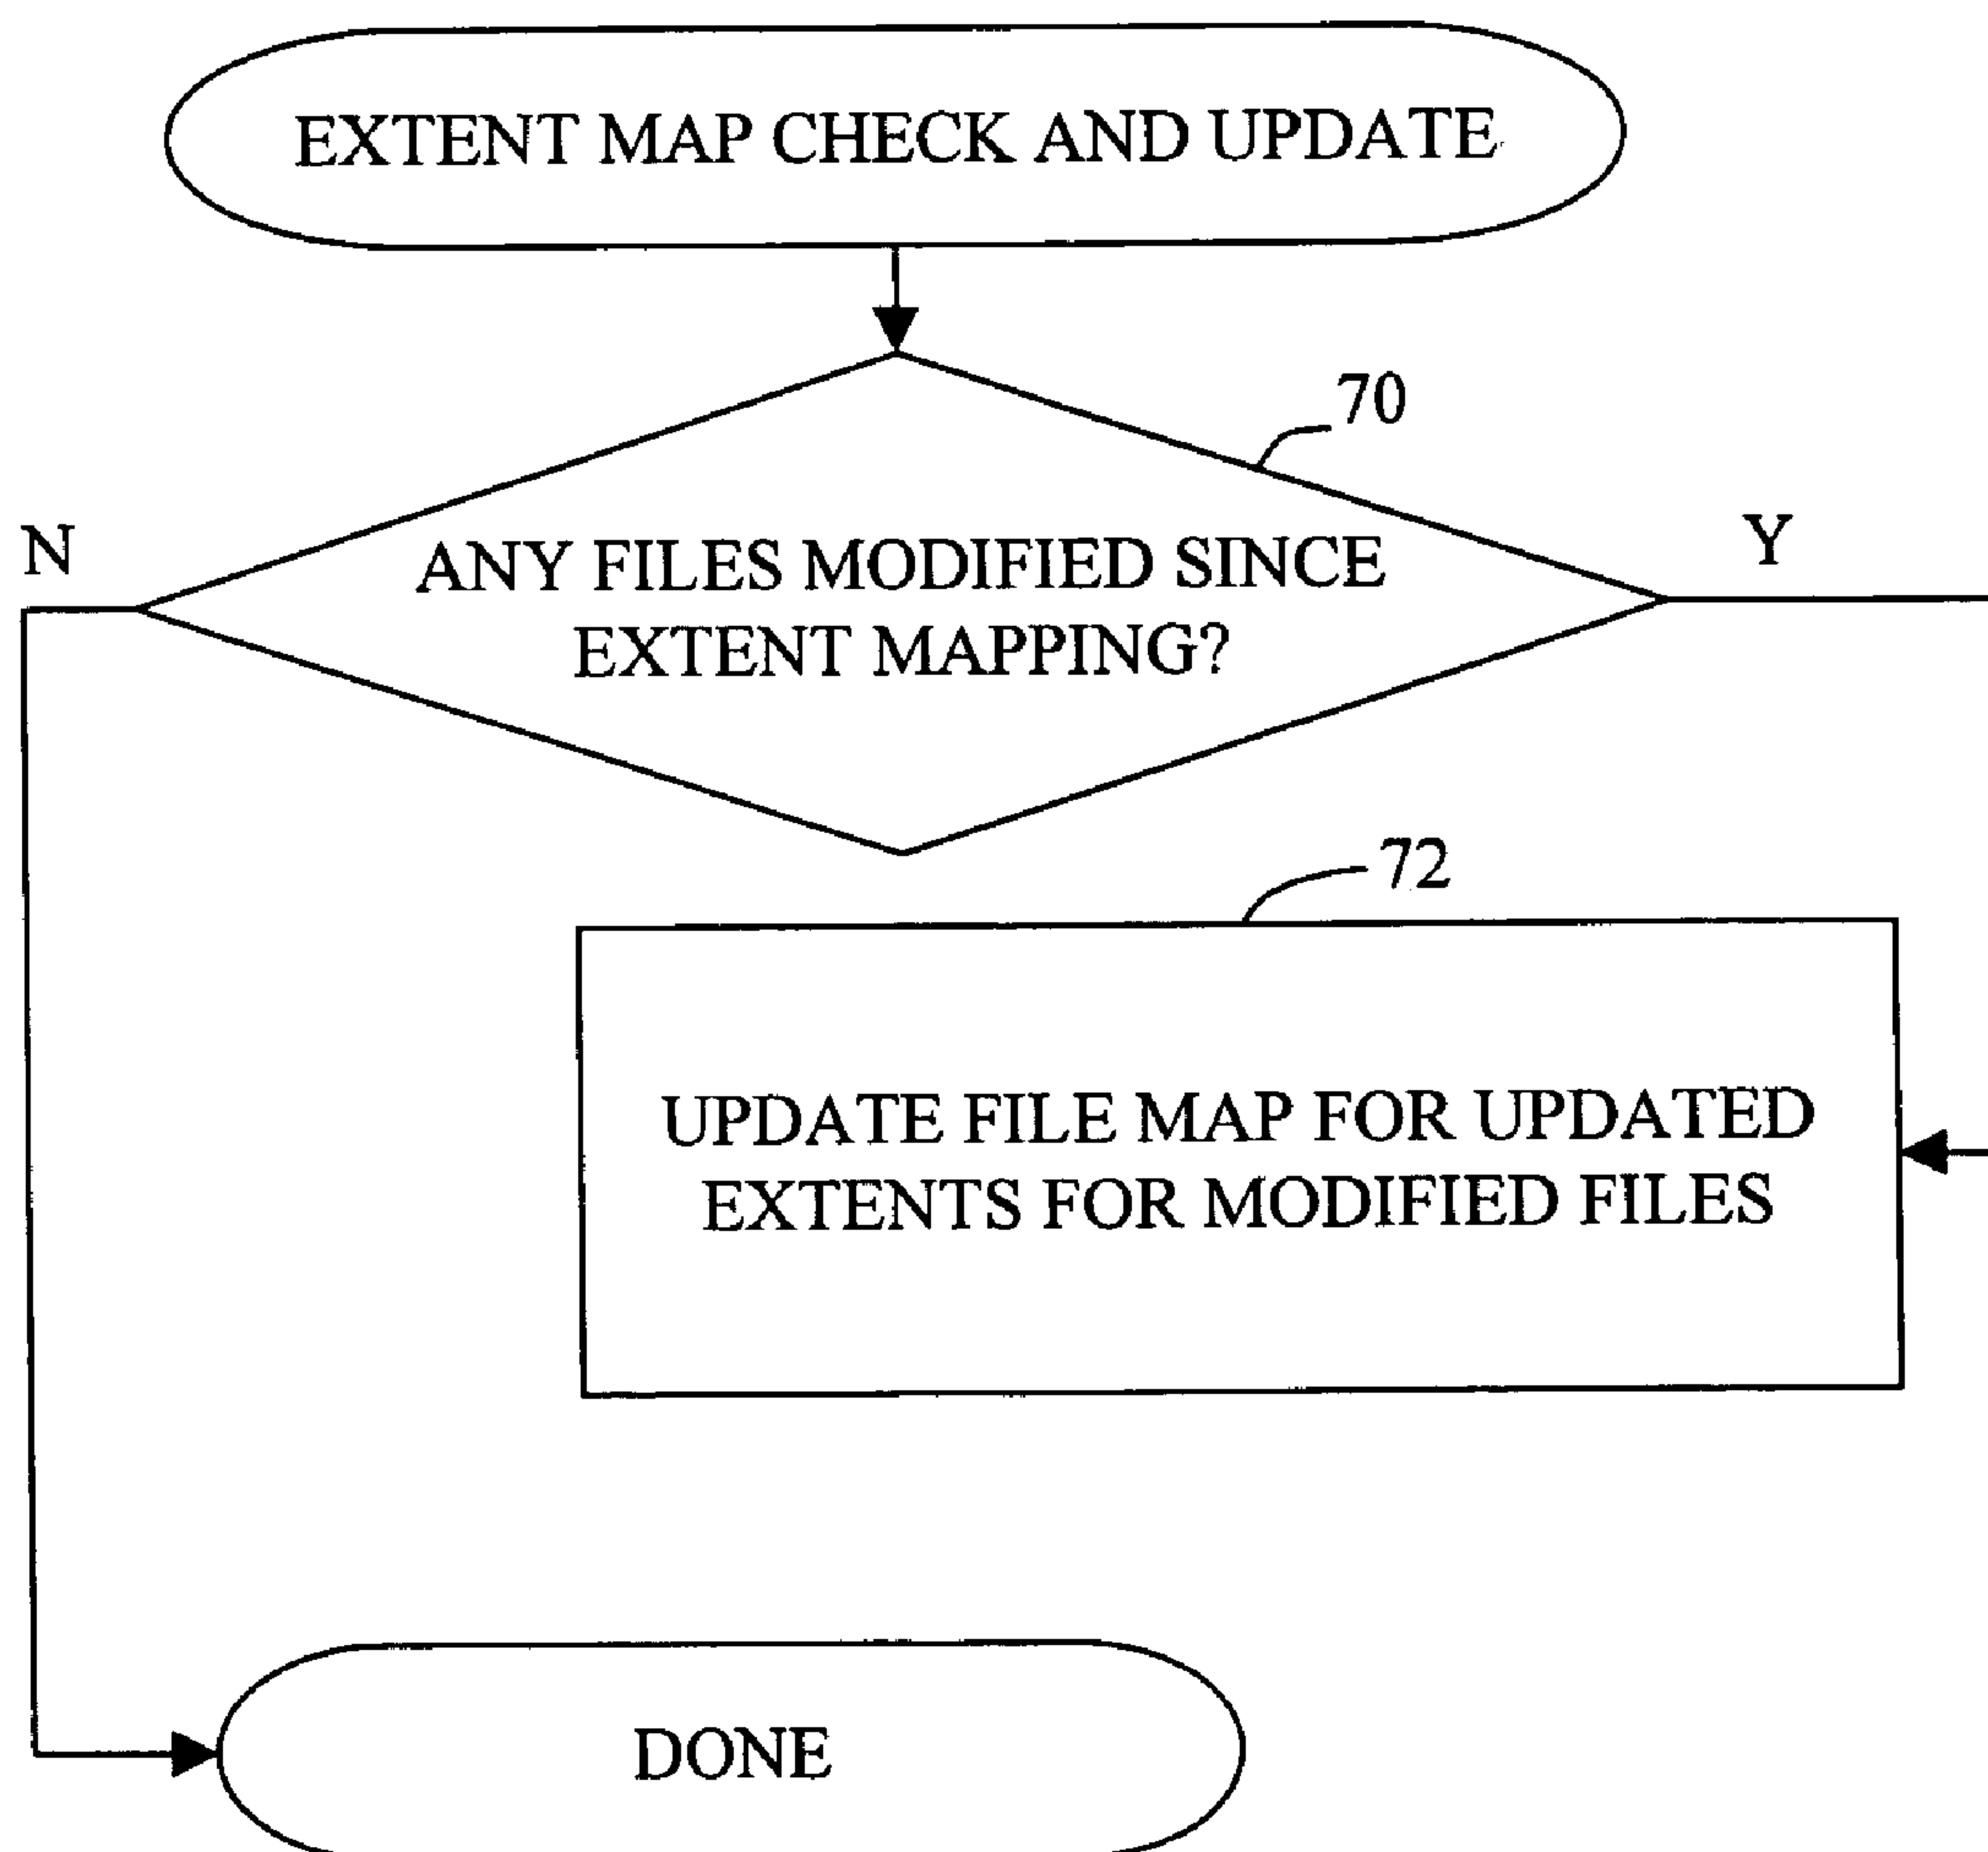 EXTENT MAP CHECK AND UPDATE
70
N
Y
ANY FILES MODIFIED SINCE
EXTENT MAPPING?
72
UPDATE FILE MAP FOR UPDATED
EXTENTS FOR MODIFIED FILES
DONE